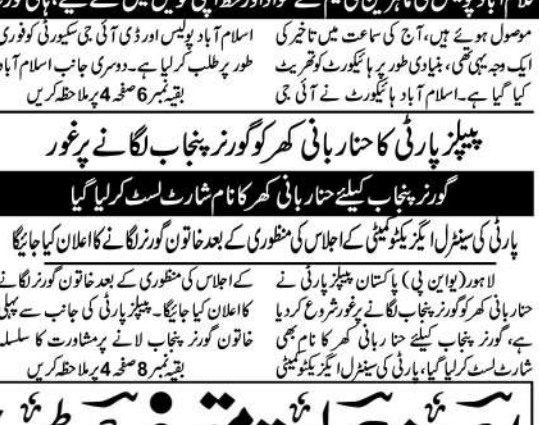 موصول ہوئے ہیں، آج کی سماعت میں تاخیر کی
ایک وجہ یہی تھی، بنیادی طور پر ہائیکورٹ کو تھریٹ
کیا گیا ہے۔ اسلام آباد ہائیکورٹ نے آئی جی
اسلام آباد پولیس اور ڈی آئی جی سکیورٹی کو فوری
طور پر طلب کر لیا ہے۔ دوسری جانب اسلام آباد
بقیہ نمبر 6 صفحہ 4 پر ملاحظہ کریں
پیپلز پارٹی کا حنا ربانی کھر کو گورنر پنجاب لگانے پر غور
گورنر پنجاب کیلئے حنا ربانی کھر کا نام شارٹ لسٹ کر لیا گیا
پارٹی کی سینٹرل ایگزیکٹو کمیٹی کے اجلاس کی منظوری کے بعد خاتون گورنر لگانے کا اعلان کیا جائیگا
لاہور (یو این پی) پاکستان پیپلز پارٹی نے
حنا ربانی کھر کو گورنر پنجاب لگانے پر غور شروع کر دیا
ہے، گورنر پنجاب کیلئے حنا ربانی کھر کا نام بھی
شارٹ لسٹ کر لیا گیا، پارٹی کی سینٹرل ایگزیکٹو کمیٹی
کے اجلاس کی منظوری کے بعد خاتون گورنر لگانے
کا اعلان کیا جائیگا۔ پیپلز پارٹی کی جانب سے پہلی
خاتون گورنر پنجاب لانے پر مشاورت کا سلسلہ
بقیہ نمبر 8 صفحہ 4 پر ملاحظہ کریں